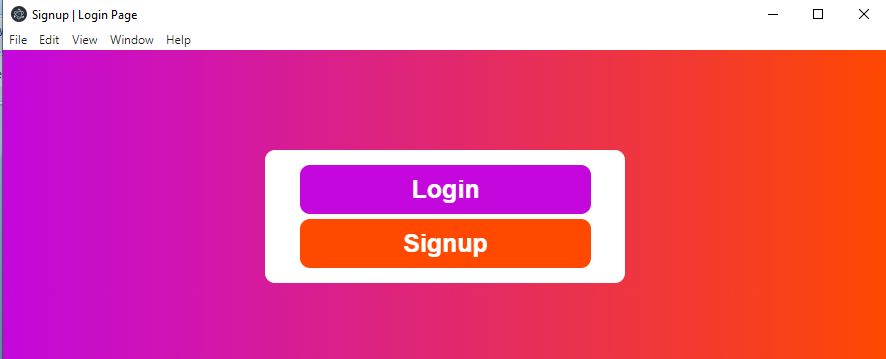 Signup | Login Page
File Edit View Window Help
Login
Signup